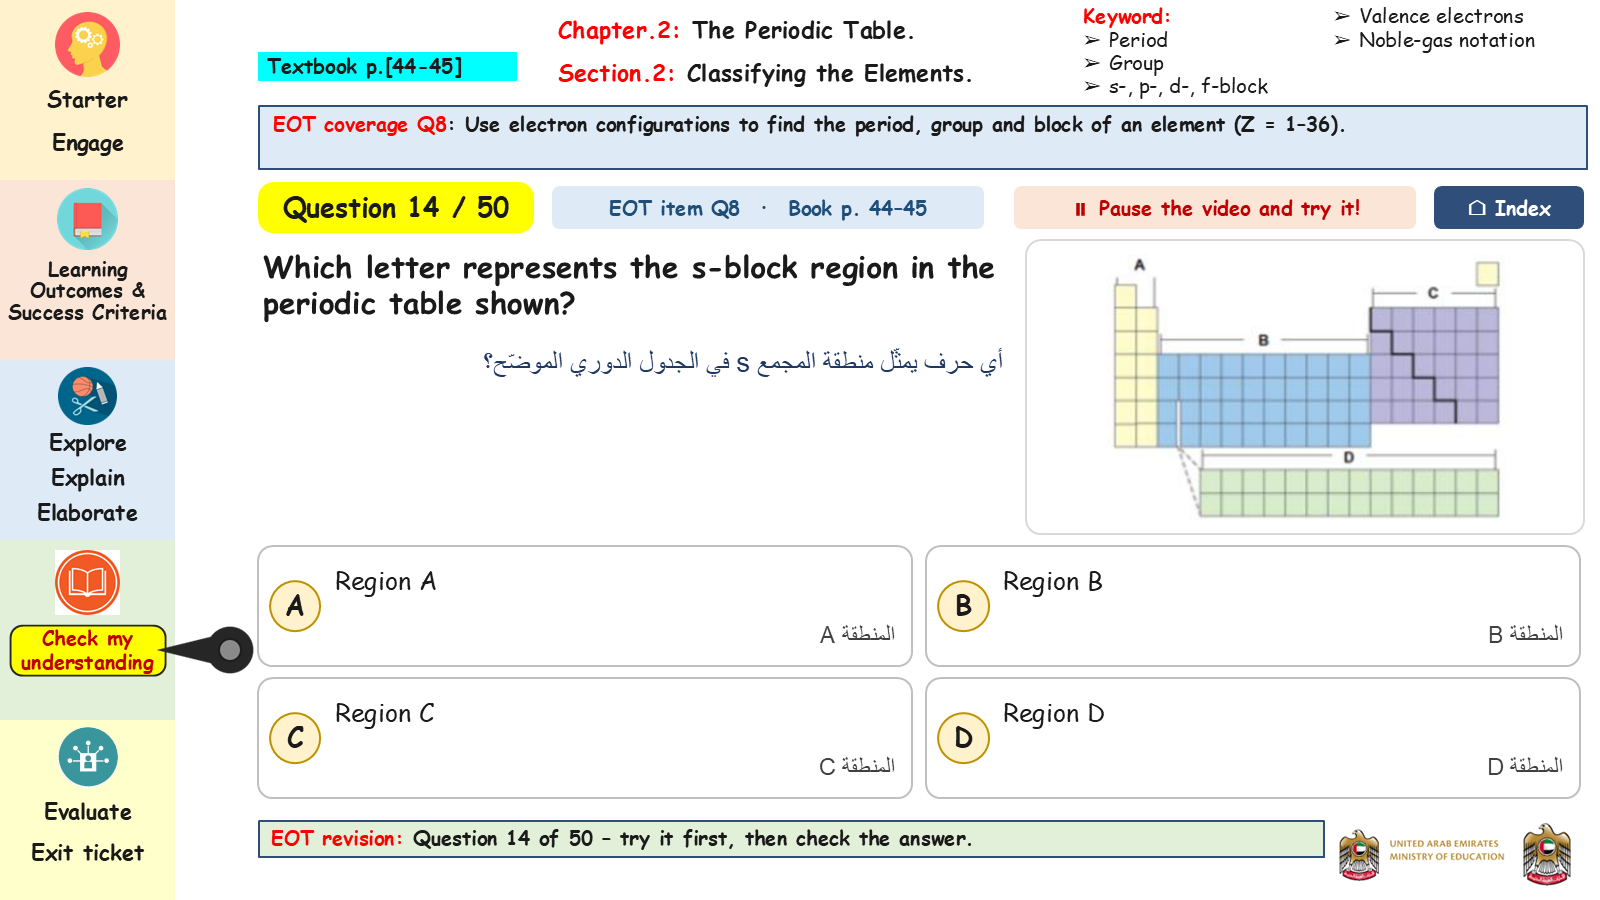 Starter
Engage
Learning
Outcomes &
Success Criteria
Explore
Explain
Elaborate
Check my
understanding
Evaluate
Exit ticket
Textbook p.[44-45]
Chapter.2: The Periodic Table.
Section.2: Classifying the Elements.
Keyword:
➢ Period
➢ Group
➢ s-, p-, d-, f-block
➢ Valence electrons
➢ Noble-gas notation
EOT coverage Q8: Use electron configurations to find the period, group and block of an element (Z = 1–36).
Question 14 / 50
EOT item Q8 · Book p. 44–45
⏸ Pause the video and try it!
☖ Index
Which letter represents the s-block region in the
periodic table shown?
أي حرف يمثّل منطقة المجمع s في الجدول الدوري الموضّح؟
A
C
B
D
A
Region A
المنطقة A
B
Region B
المنطقة B
C
Region C
المنطقة C
D
Region D
المنطقة D
EOT revision: Question 14 of 50 – try it first, then check the answer.
UNITED ARAB EMIRATES
MINISTRY OF EDUCATION